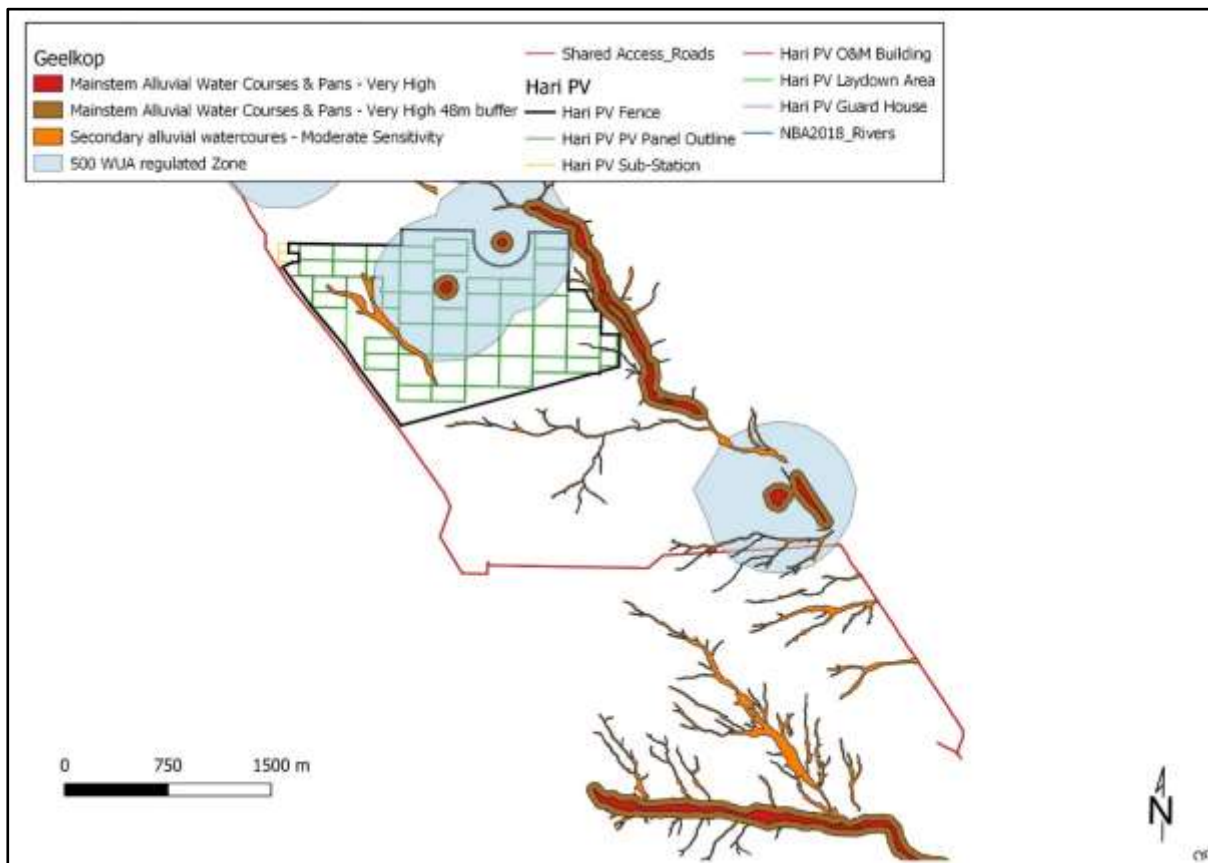 Geelkop
Mainstem Alluvial Water Courses & Pans - Very High
Mainstem Alluvial Water Courses & Pans - Very High 48m buffer
Secondary alluvial watercoures - Moderate Sensitivity
500 WUA regulated Zone
Shared Access_Roads
Hari PV
Hari PV Fence
Hari PV PV Panel Outline
Hari PV Sub-Station
Hari PV O&M Building
Hari PV Laydown Area
Hari PV Guard House
NBA2018_Rivers
0 750 1500 m
N